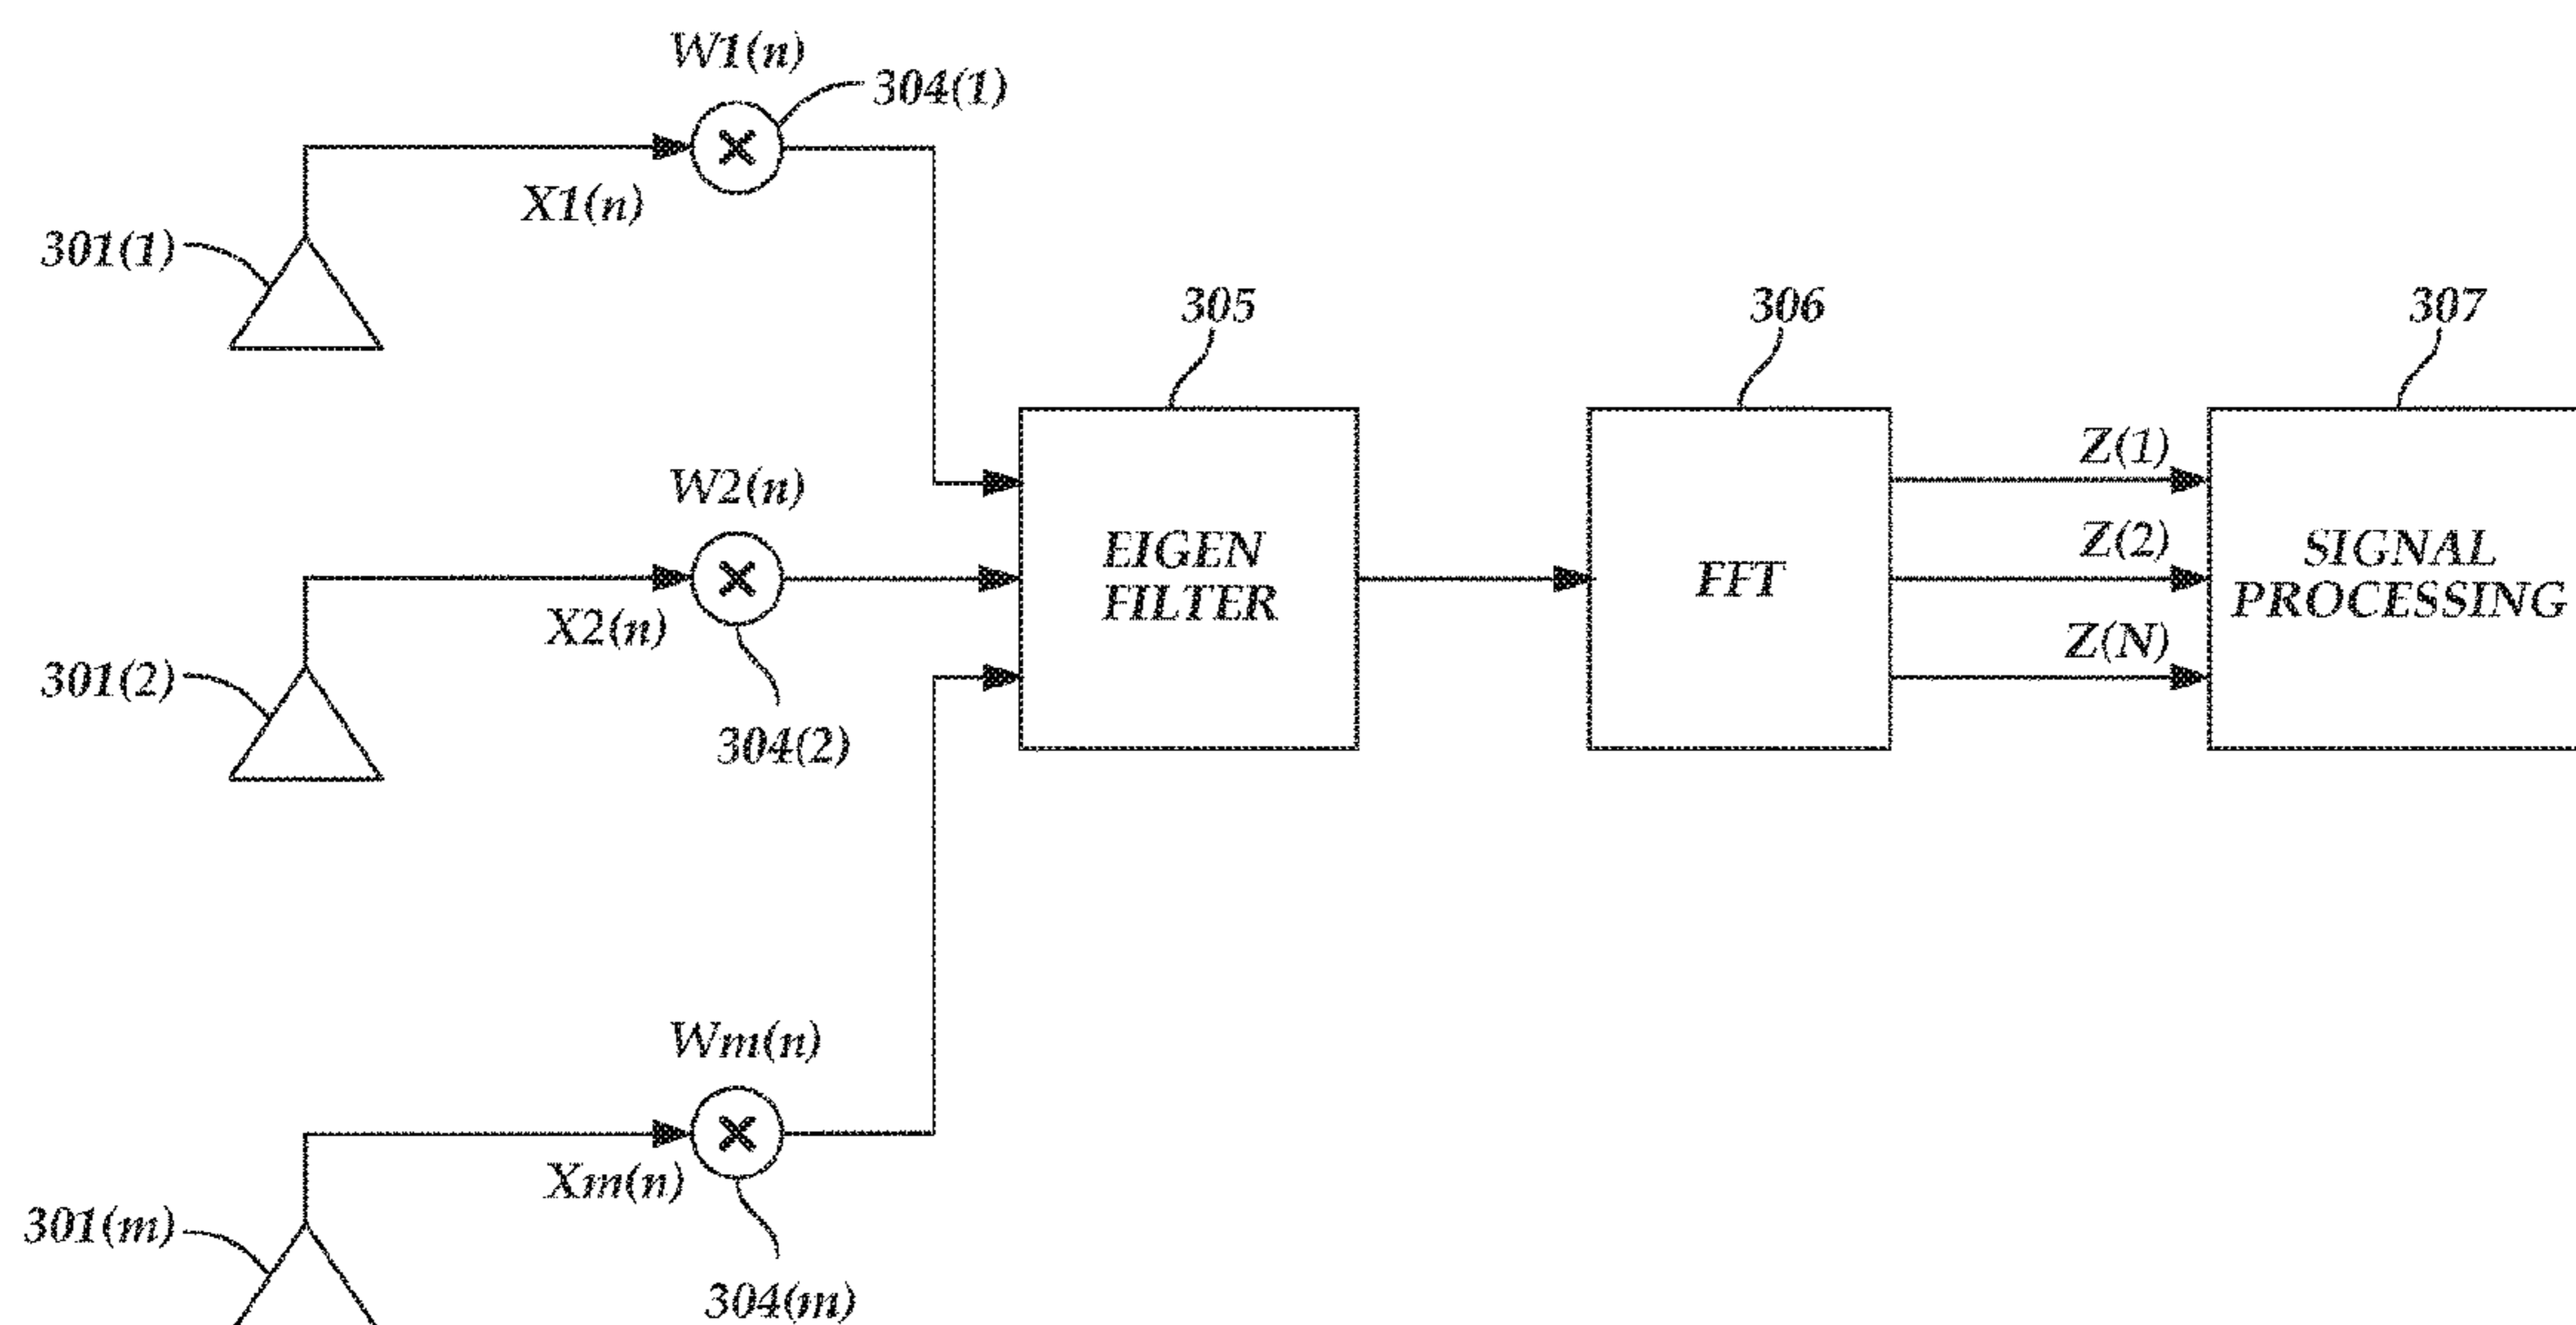 W1(n)
304(1)
X1(n)
301(1)
305
306
307
Z(1)
W2(n)
Z(2)
EIGEN
FILTER
FFT
SIGNAL
PROCESSING
X2(n)
Z(N)
301(2)
304(2)
Wm(n)
Xm(n)
301(m)
304(m)